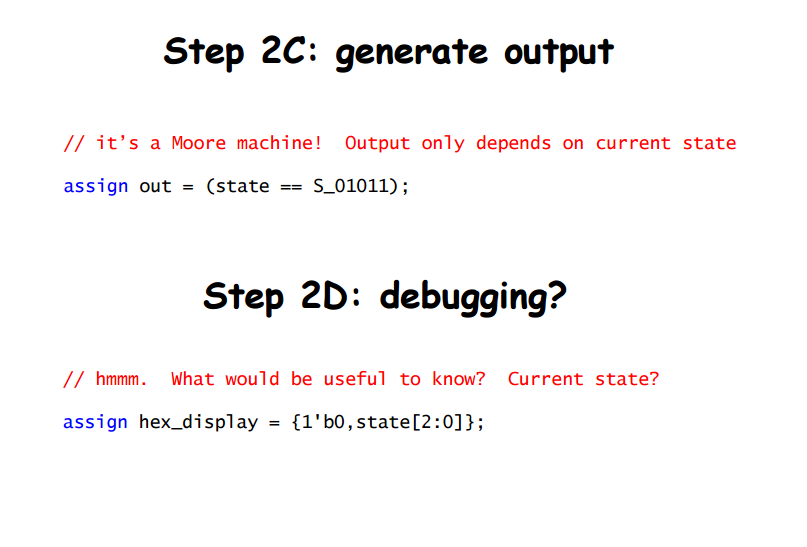 Step 2C: generate output
// it’s a Moore machine!  Output only depends on current state
assign out = (state == S_01011);
Step 2D: debugging?
// hmmm.  What would be useful to know?  Current state?
assign hex_display = {1'b0,state[2:0]};